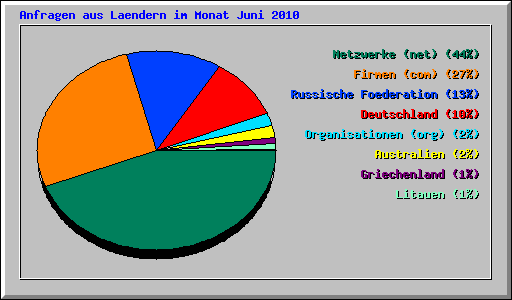 Anfragen aus Laendern im Monat Juni 2010
Netzwerke (net) (44%)
Firmen (com) (27%)
Russische Foederation (13%)
Deutschland (10%)
Organisationen (org) (2%)
Australien (2%)
Griechenland (1%)
Litauen (1%)